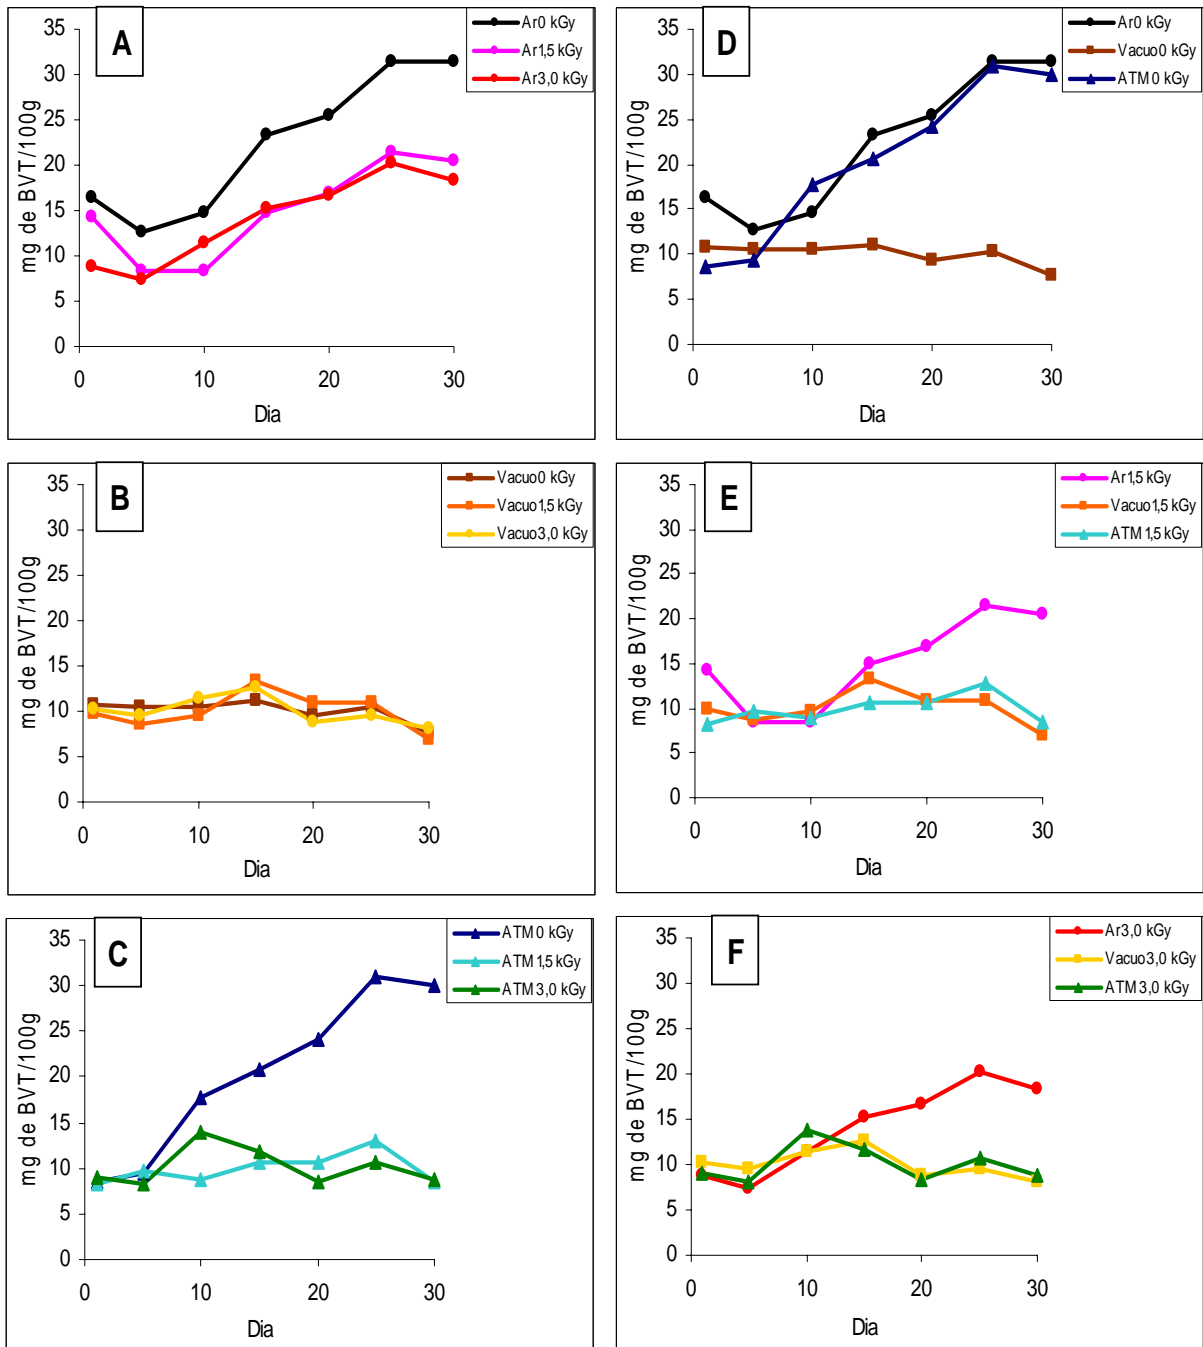 A
Ar0 kGy
Ar1,5 kGy
Ar3,0 kGy
mg de BVT/100g
35
30
25
20
15
10
5
0
0 10 20 30
Dia
D
Ar0 kGy
Vacuo0 kGy
ATM 0 kGy
mg de BVT/100g
35
30
25
20
15
10
5
0
0 10 20 30
Dia
B
Vacuo0 kGy
Vacuo1,5 kGy
Vacuo3,0 kGy
mg de BVT/100g
35
30
25
20
15
10
5
0
0 10 20 30
Dia
E
Ar1,5 kGy
Vacuo1,5 kGy
ATM 1,5 kGy
mg de BVT/100g
35
30
25
20
15
10
5
0
0 10 20 30
Dia
C
ATM 0 kGy
ATM 1,5 kGy
ATM 3,0 kGy
mg de BVT/100g
35
30
25
20
15
10
5
0
0 10 20 30
Dia
F
Ar3,0 kGy
Vacuo3,0 kGy
ATM 3,0 kGy
mg de BVT/100g
35
30
25
20
15
10
5
0
0 10 20 30
Dia